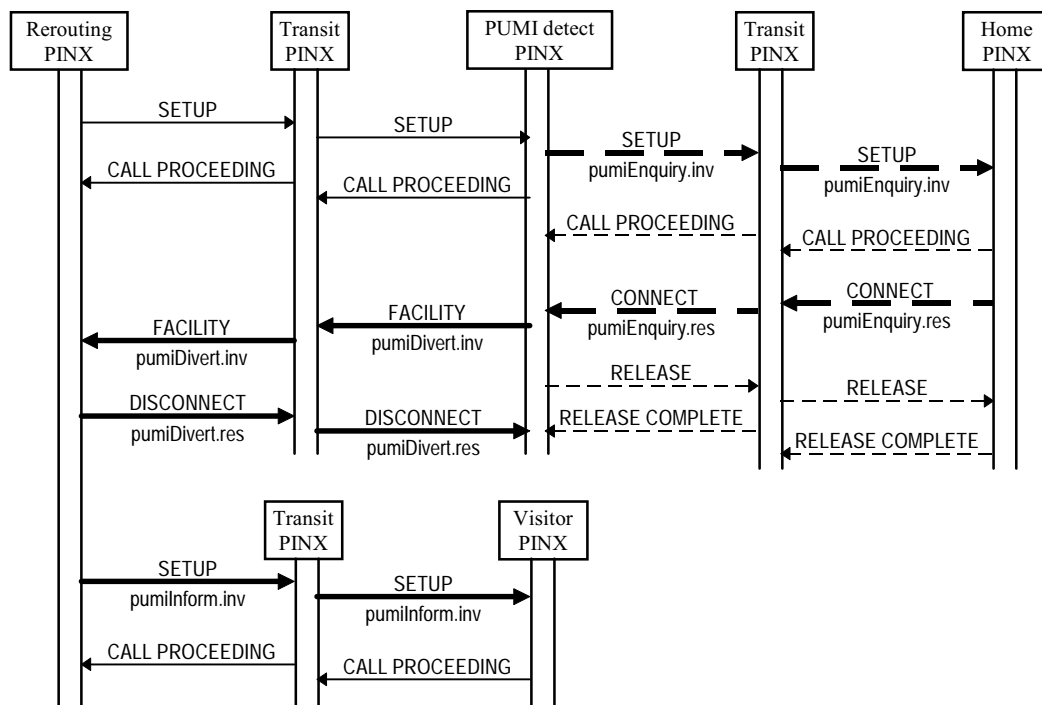 Rerouting
PINX
Transit
PINX
PUMI detect
PINX
Transit
PINX
Home
PINX
SETUP
SETUP
SETUP
pumiEnquiry.inv
SETUP
pumiEnquiry.inv
CALL PROCEEDING
CALL PROCEEDING
CALL PROCEEDING
CALL PROCEEDING
CONNECT
pumiEnquiry.res
CONNECT
pumiEnquiry.res
FACILITY
pumiDivert.inv
FACILITY
pumiDivert.inv
RELEASE
RELEASE
DISCONNECT
pumiDivert.res
DISCONNECT
pumiDivert.res
RELEASE COMPLETE
RELEASE COMPLETE
Transit
PINX
Visitor
PINX
SETUP
pumiInform.inv
SETUP
pumiInform.inv
CALL PROCEEDING
CALL PROCEEDING